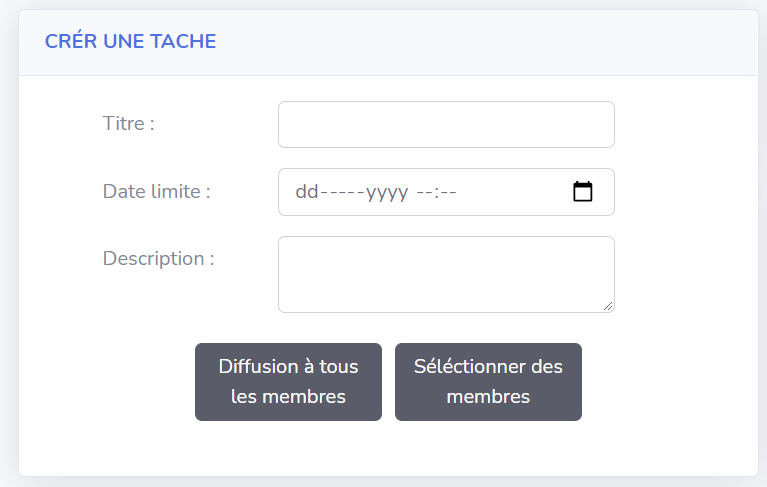 CRÉR UNE TACHE
Titre :
Date limite :
dd-----yyyy --:--
Description :
Diffusion à tous
les membres
Séléctionner des
membres